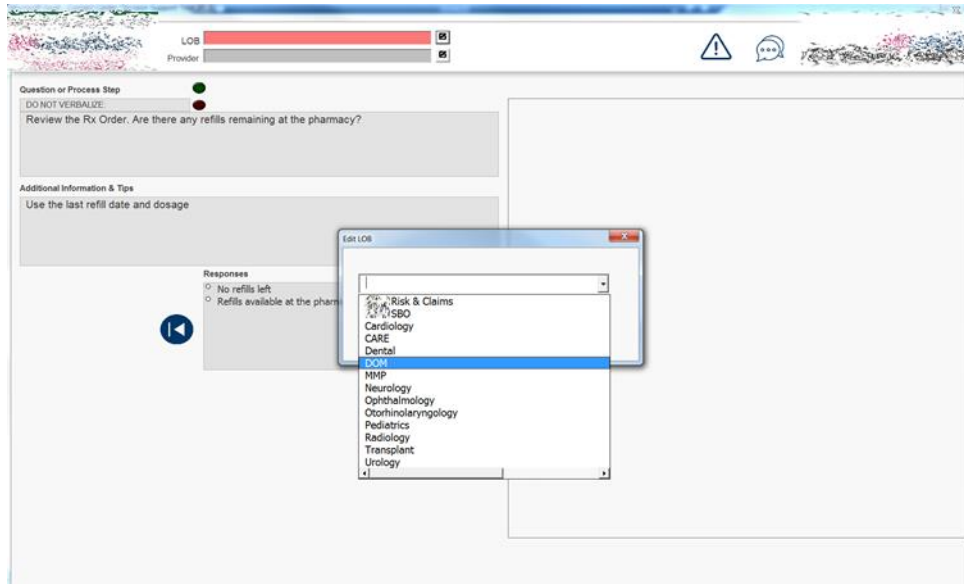 LOB
Provider
Question or Process Step
DO NOT VERBALIZE:
Review the Rx Order. Are there any refills remaining at the pharmacy?
Additional Information & Tips
Use the last refill date and dosage
Edit LOB
Responses
No refills left
Refills available at the
Risk & Claims
SBO
Cardiology
CARE
Dental
DOM
MMP
Neurology
Ophthalmology
Otorhinolaryngology
Pediatrics
Radiology
Transplant
Urology